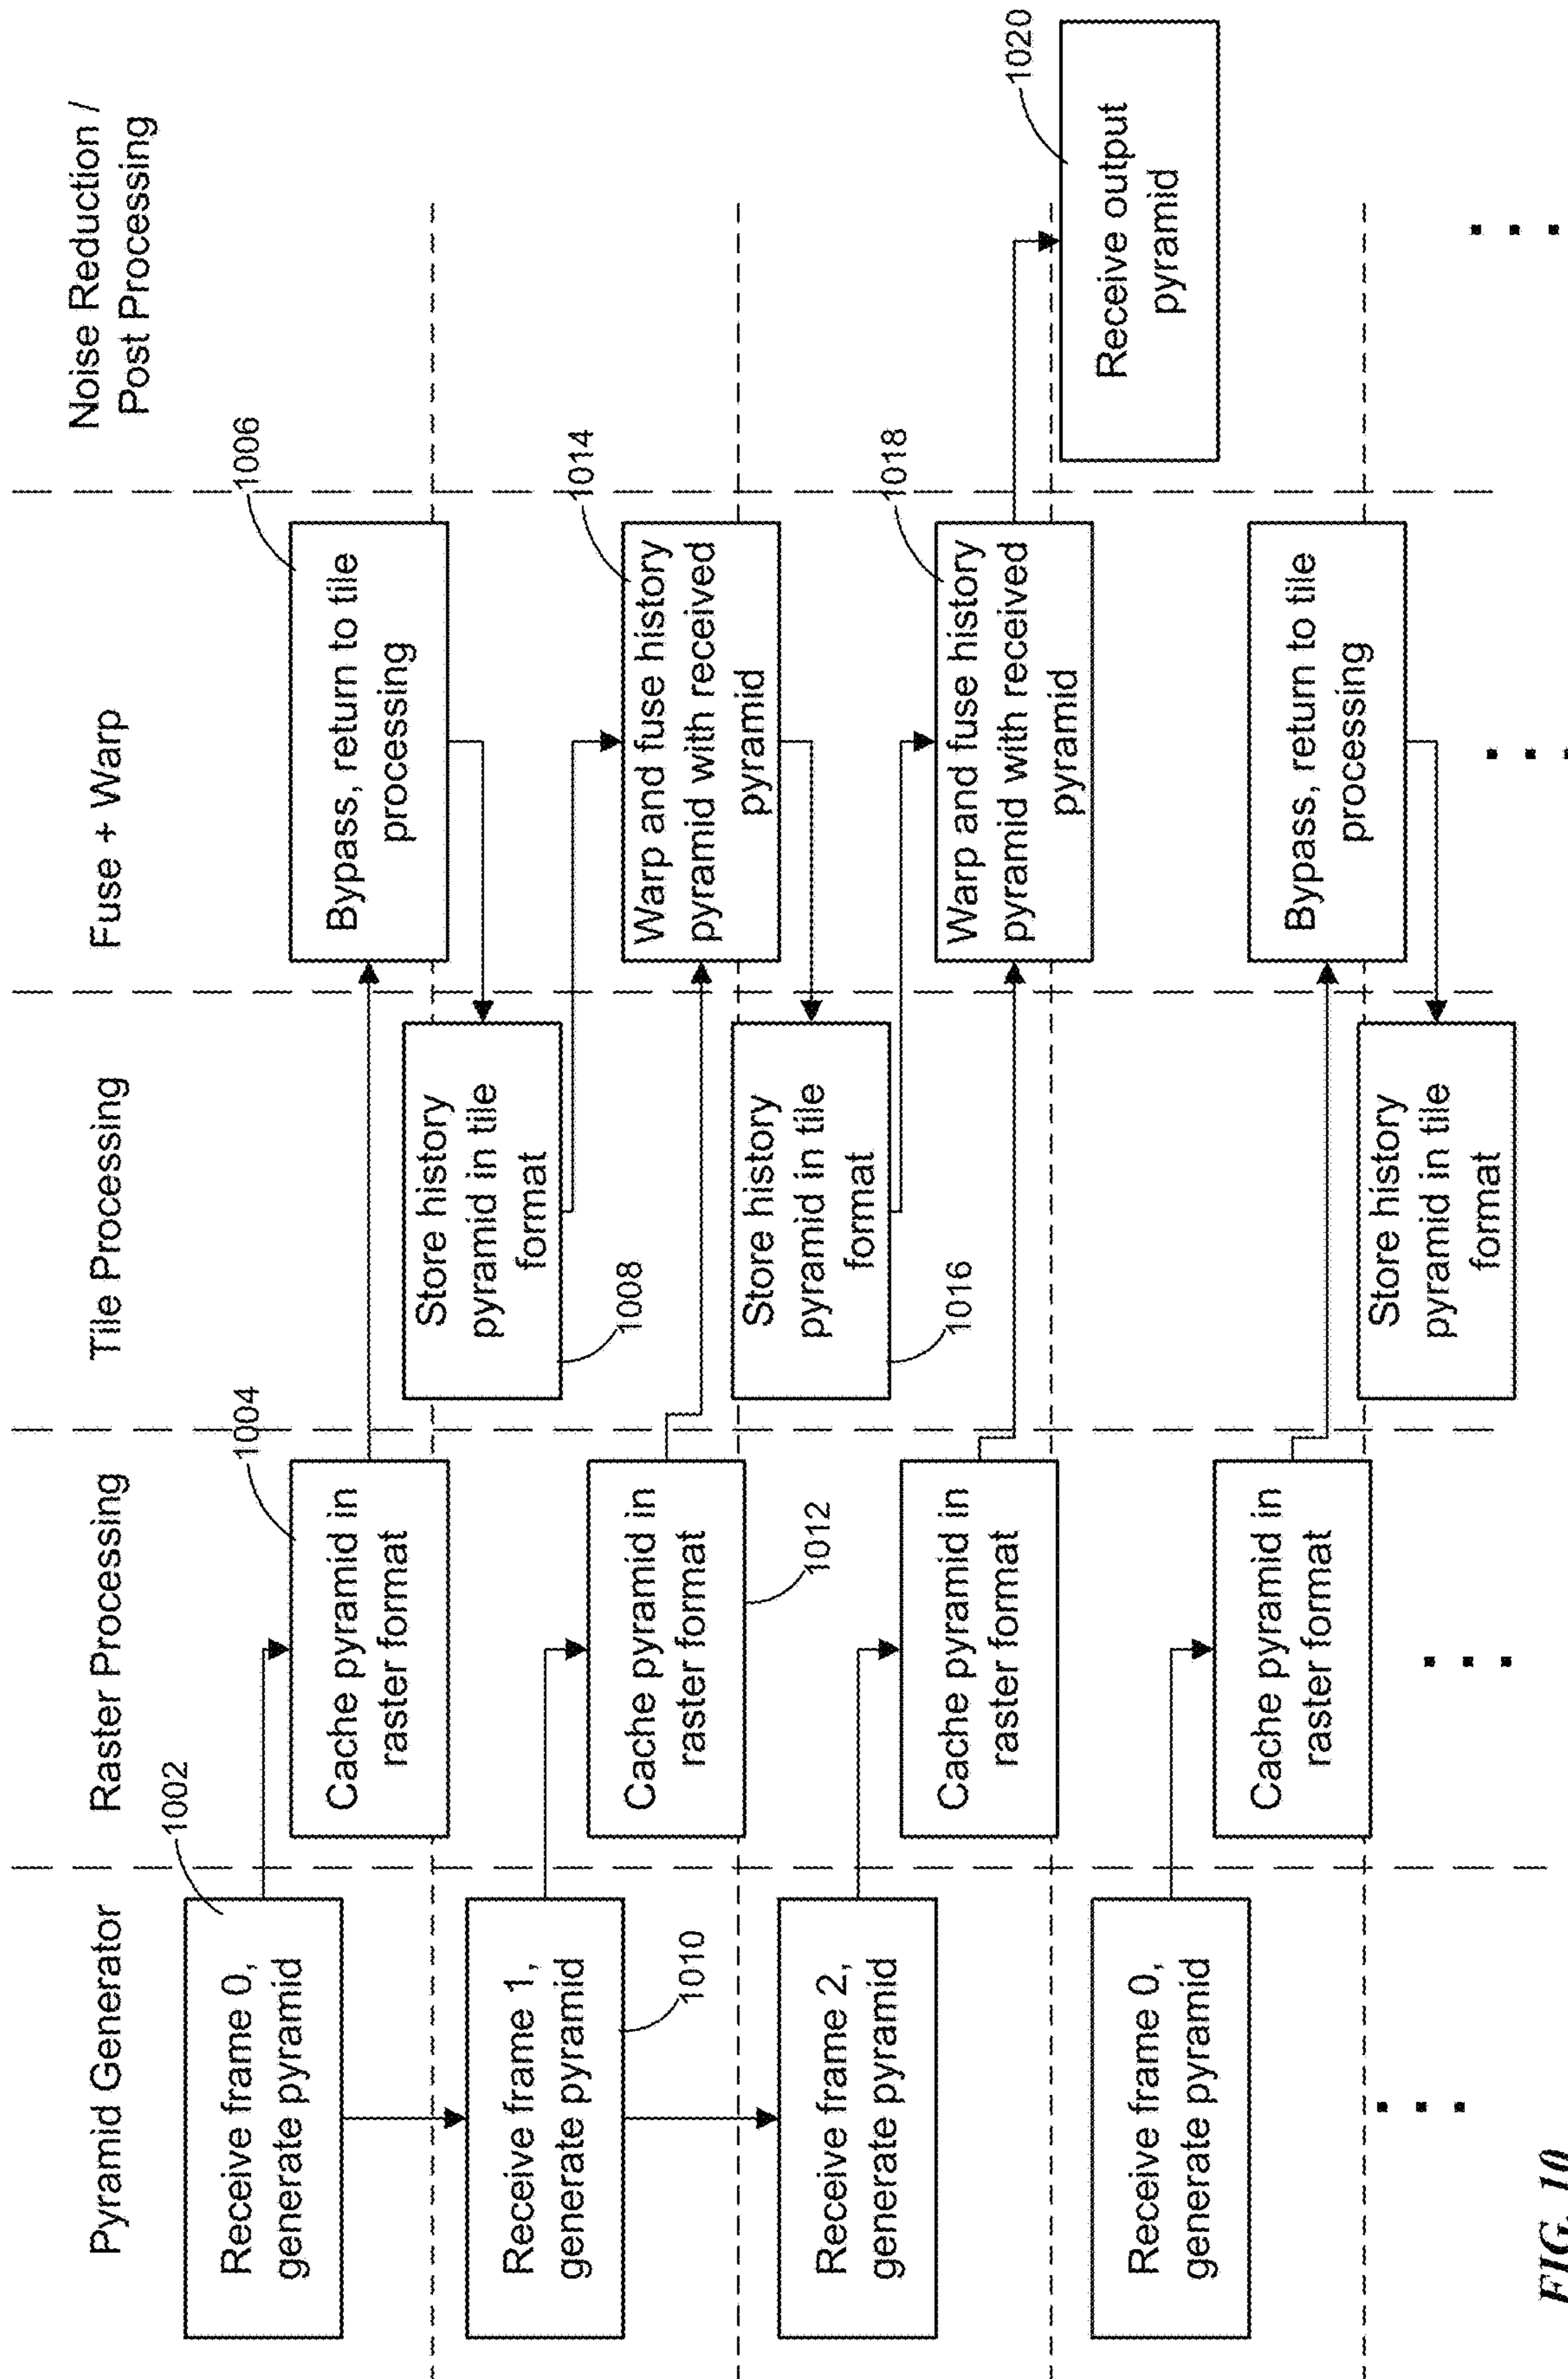 Pyramid Generator
Raster Processing
Tile Processing
Fuse + Warp
Noise Reduction /
Post Processing
1002
Receive frame 0,
generate pyramid
1004
Cache pyramid in
raster format
1006
Bypass, return to tile
processing
Store history
pyramid in tile
format
1008
Receive frame 1,
generate pyramid
1010
Cache pyramid in
raster format
1012
1014
Warp and fuse history
pyramid with received
pyramid
Store history
pyramid in tile
format
1016
Receive frame 2,
generate pyramid
Cache pyramid in
raster format
1018
Warp and fuse history
pyramid with received
pyramid
1020
Receive output
pyramid
Receive frame 0,
generate pyramid
Cache pyramid in
raster format
Bypass, return to tile
processing
Store history
pyramid in tile
format
FIG. 10